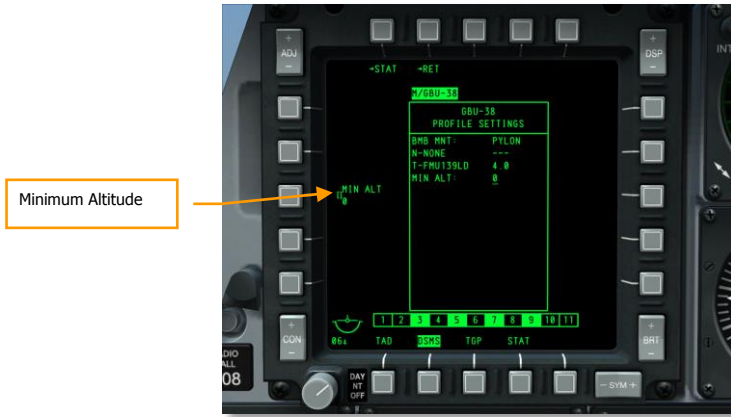 Minimum Altitude
+
ADJ
-
+
DSP
-
INT
→STAT →RET
M/GBU-38
GBU-38
PROFILE SETTINGS
BMB MNT: PYLON
N-NONE ---
T-FMU139LD 4.0
MIN ALT: 0
MIN ALT
0
1 2 3 4 5 6 7 8 9 10 11
TAD DSMS TGP STAT
+
CON
-
+
BRT
-
ALL
08
DAY
NT
OFF
- SYM +